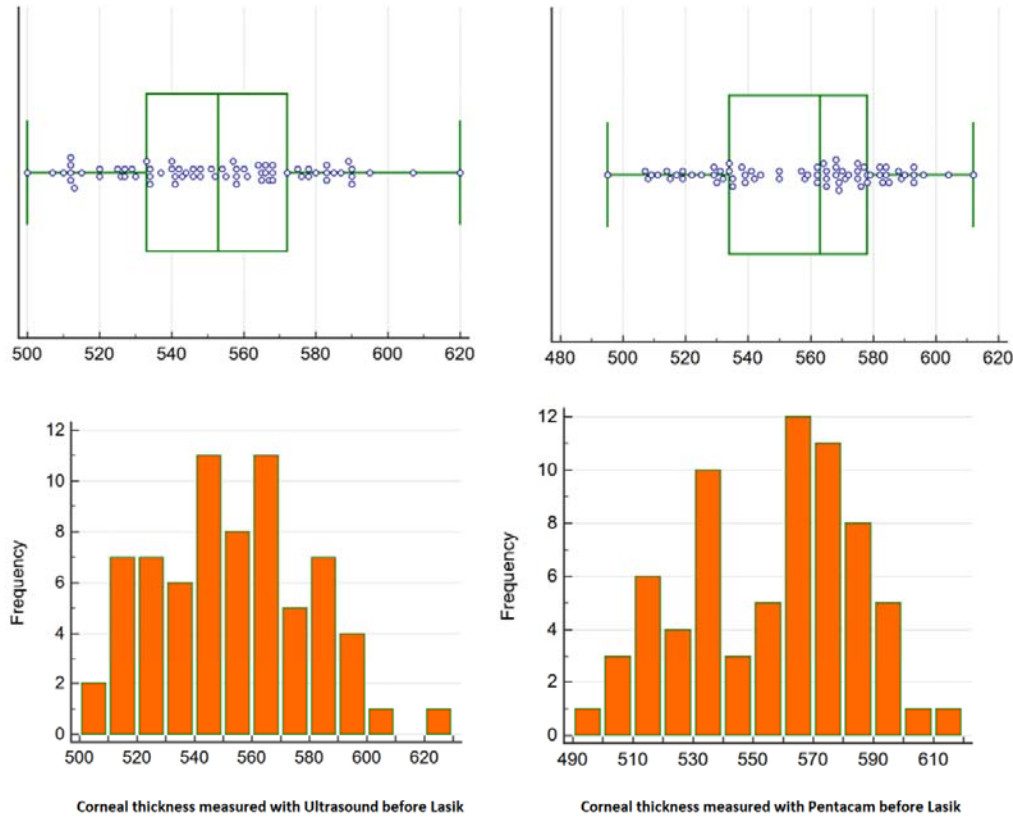 500 520 540 560 580 600 620
480 500 520 540 560 580 600 620
Frequency
12
10
8
6
4
2
0
500 520 540 560 580 600 620
Frequency
12
10
8
6
4
2
0
490 510 530 550 570 590 610
Corneal thickness measured with Ultrasound before Lasik
Corneal thickness measured with Pentacam before Lasik